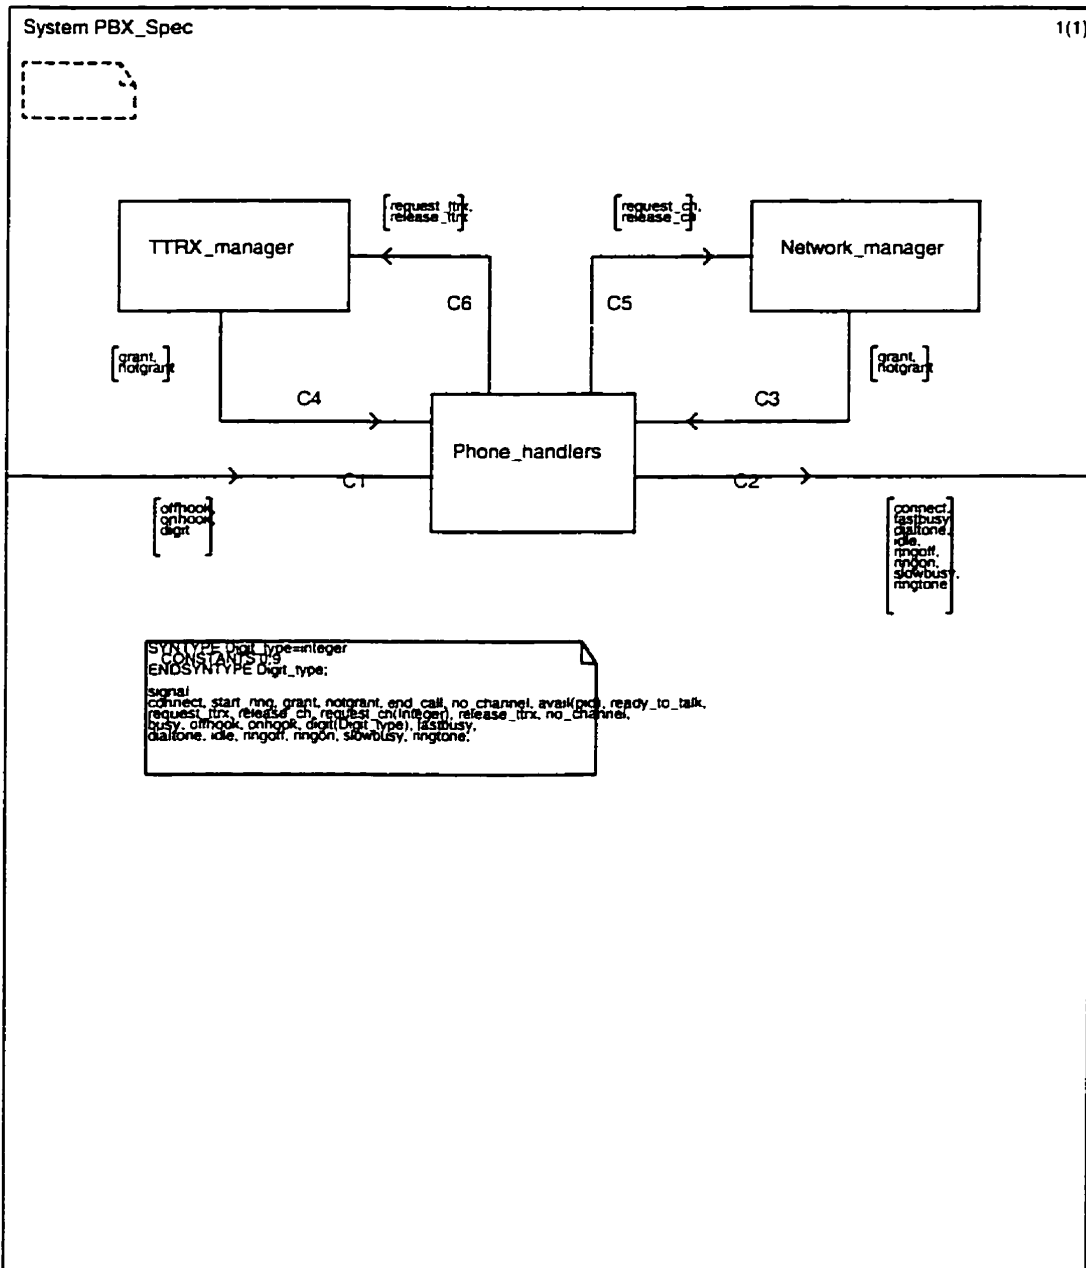 System PBX_Spec
1(1)
request_ttrx,
release_ttrx
request_ch,
release_ch
TTRX_manager
Network_manager
C6
C5
grant,
notgrant
grant,
notgrant
C4
C3
Phone_handlers
C1
C2
offhook,
onhook,
digit
connect,
fastbusy,
dialtone,
idle,
ringoff,
ringon,
slowbusy,
ringtone
SYNTYPE Digit_type=integer
CONSTANTS 0:9
ENDSYNTYPE Digit_type;
signal
connect, start_ring, grant, notgrant, end_call, no_channel, avail(pid), ready_to_talk,
request_ttrx, release_ch, request_ch(Integer), release_ttrx, no_channel,
busy, offhook, onhook, digit(Digit_Type), fastbusy,
dialtone, idle, ringoff, ringon, slowbusy, ringtone;